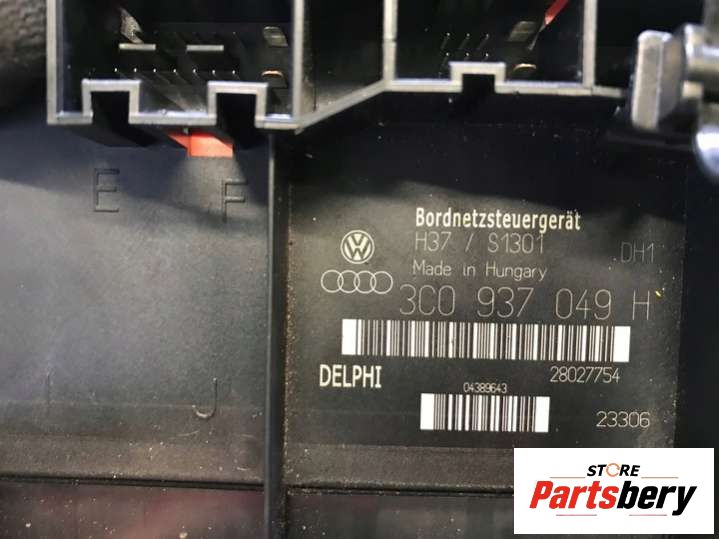 E
F
Bordnetzsteuergerät
H37 / S1301
DH1
Made in Hungary
3C0 937 049 H
DELPHI
28027754
04389643
J
23306
STORE
Partsbery